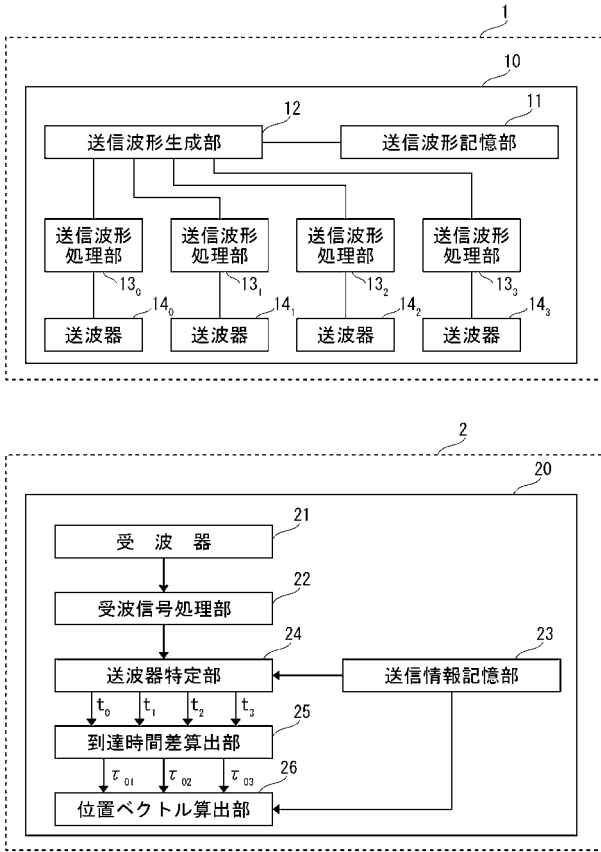 1
10
12
11
送信波形生成部
送信波形記憶部
送信波形
処理部
送信波形
処理部
送信波形
処理部
送信波形
処理部
13₀
13₁
13₂
13₃
14₀
14₁
14₂
14₃
送波器
送波器
送波器
送波器
2
20
21
受 波 器
22
受波信号処理部
24
23
送波器特定部
送信情報記憶部
t₀ t₁ t₂ t₃
25
到達時間差算出部
τ₀₁ τ₀₂ τ₀₃
26
位置ベクトル算出部